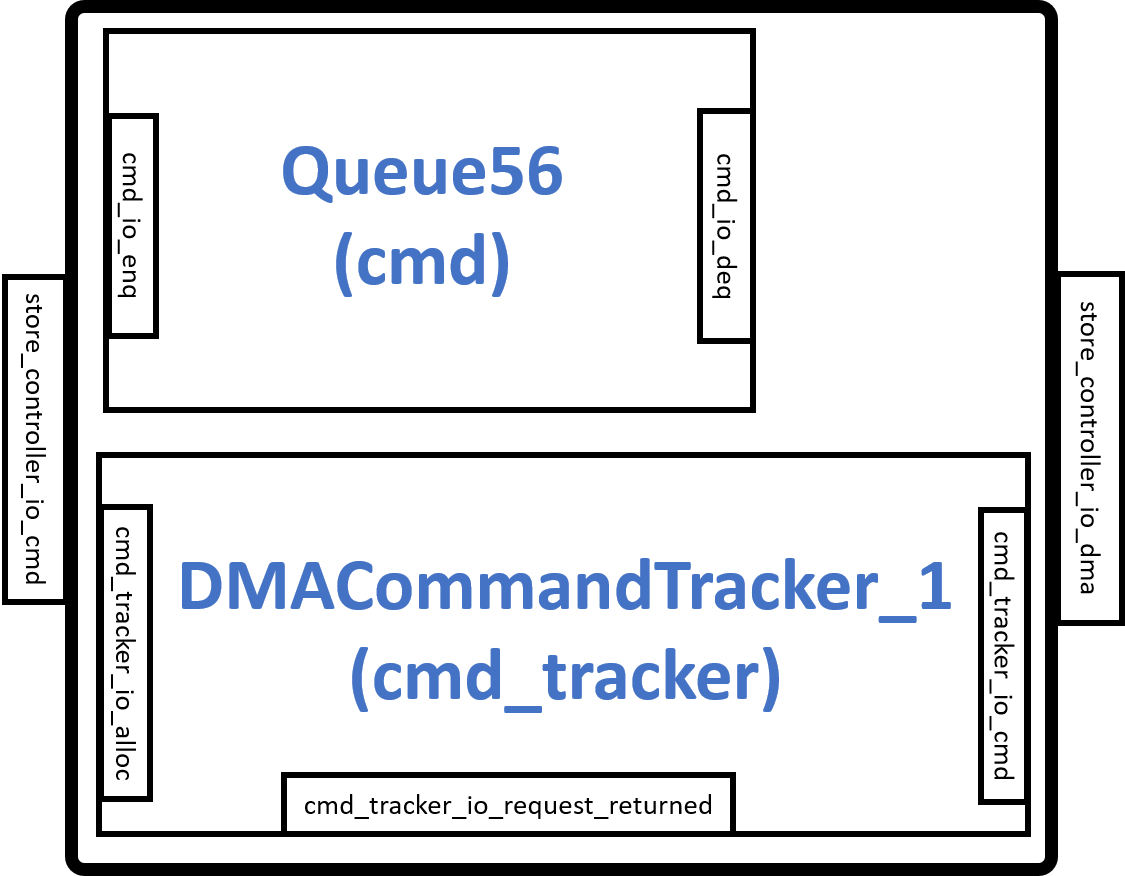 Queue56
(cmd)
cmd_io_enq
cmd_io_deq
store_controller_io_cmd
store_controller_io_dma
DMACommandTracker_1
(cmd_tracker)
cmd_tracker_io_alloc
cmd_tracker_io_cmd
cmd_tracker_io_request_returned